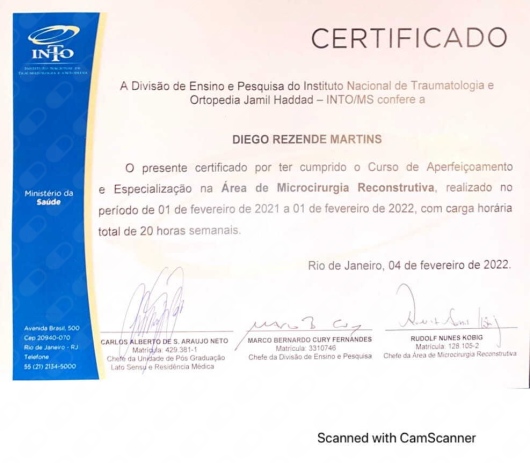 INTO
INSTITUTO NACIONAL DE
TRAUMATOLOGIA E ORTOPEDIA
CERTIFICADO
A Divisão de Ensino e Pesquisa do Instituto Nacional de Traumatologia e
Ortopedia Jamil Haddad – INTO/MS confere a
DIEGO REZENDE MARTINS
O presente certificado por ter cumprido o Curso de Aperfeiçoamento
e Especialização na Área de Microcirurgia Reconstrutiva, realizado no
período de 01 de fevereiro de 2021 a 01 de fevereiro de 2022, com carga horária
total de 20 horas semanais.
Ministério da
Saúde
Rio de Janeiro, 04 de fevereiro de 2022.
CARLOS ALBERTO DE S. ARAUJO NETO
Matrícula: 429.381-1
Chefe da Unidade de Pós Graduação
Lato Sensu e Residência Médica
MARCO BERNARDO CURY FERNANDES
Matrícula: 3310746
Chefe da Divisão de Ensino e Pesquisa
RUDOLF NUNES KOBIG
Matrícula: 128 105-2
Chefe da Área de Microcirurgia Reconstrutiva
Avenida Brasil, 500
Cep 20940-070
Rio de Janeiro - RJ
Telefone
55 (21) 2134-5000
Scanned with CamScanner